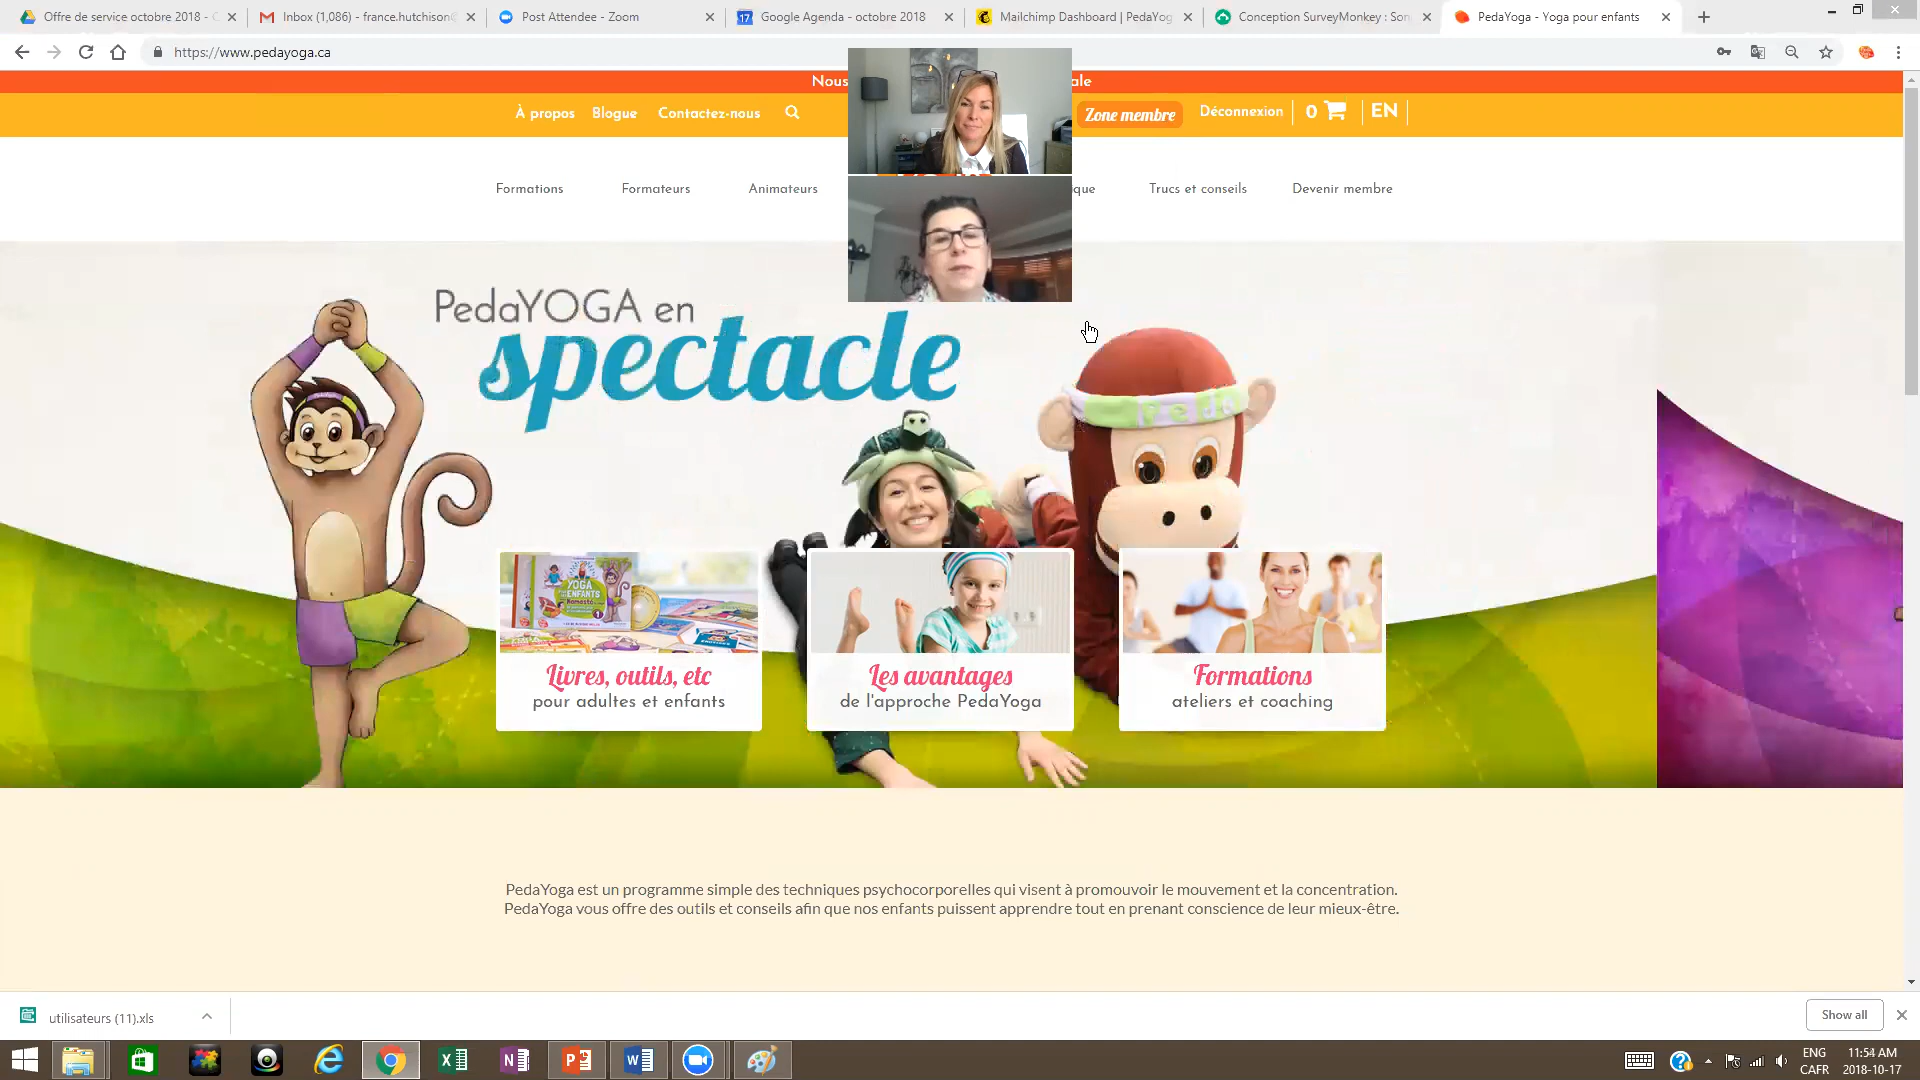 Offre de service octobre 2018 - C
Inbox (1,086) - france.hutchison@
Post Attendee - Zoom
Google Agenda - octobre 2018
Mailchimp Dashboard | PedaYog
Conception SurveyMonkey : Son
PedaYoga - Yoga pour enfants
https://www.pedayoga.ca
Nous ale
À propos Blogue Contactez-nous Zone membre Déconnexion 0 EN
Formations Formateurs Animateurs ique Trucs et conseils Devenir membre
PedaYOGA en
spectacle
Peda
YOGA
ENFANTS
Livres, outils, etc
pour adultes et enfants
Les avantages
de l'approche PedaYoga
Formations
ateliers et coaching
PedaYoga est un programme simple des techniques psychocorporelles qui visent à promouvoir le mouvement et la concentration.
PedaYoga vous offre des outils et conseils afin que nos enfants puissent apprendre tout en prenant conscience de leur mieux-être.
utilisateurs (11).xls
Show all
ENG 11:54 AM
CAFR 2018-10-17